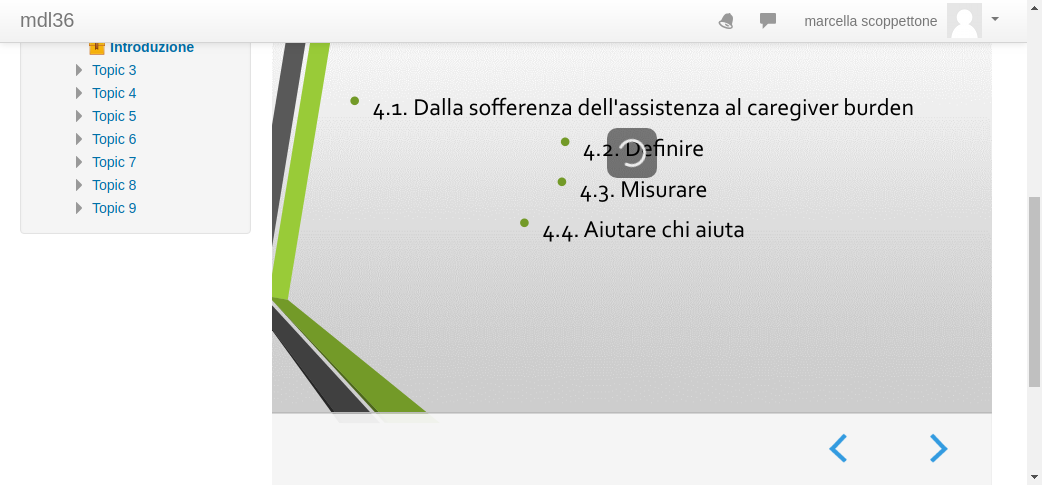 mdl36
marcella scoppettone
Introduzione
Topic 3
Topic 4
Topic 5
Topic 6
Topic 7
Topic 8
Topic 9
4.1. Dalla sofferenza dell'assistenza al caregiver burden
4.2. Definire
4.3. Misurare
4.4. Aiutare chi aiuta